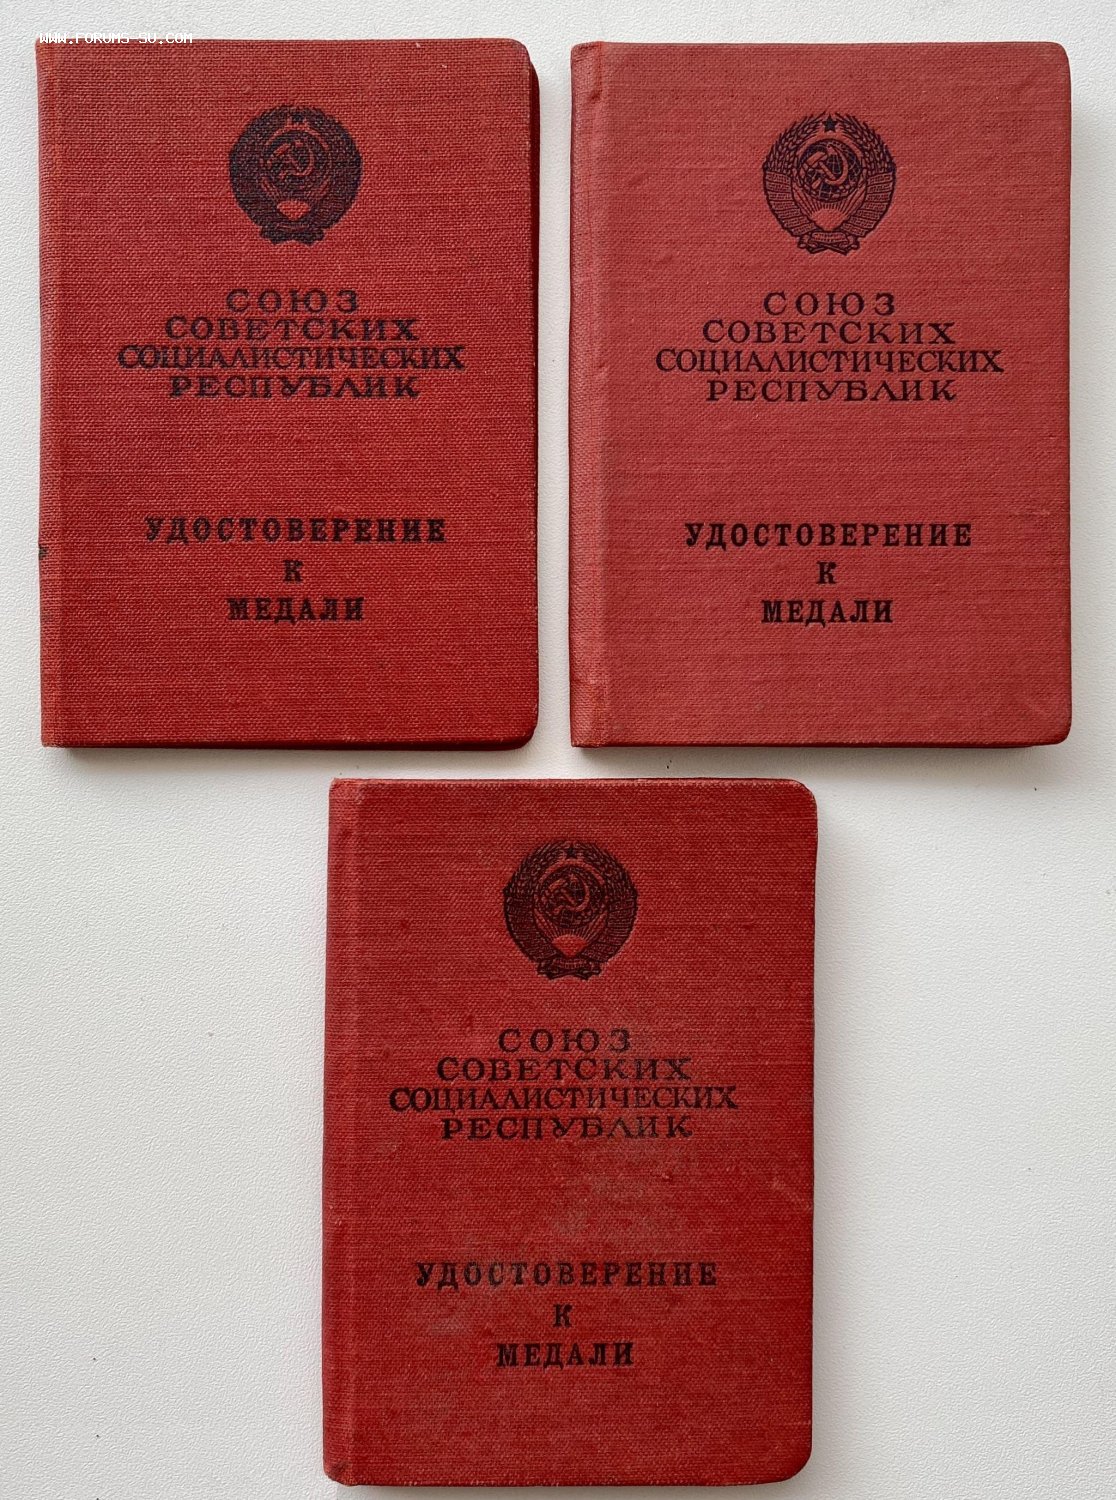 www.forums-su.com
СОЮЗ
СОВЕТСКИХ
СОЦИАЛИСТИЧЕСКИХ
РЕСПУБЛИК
УДОСТОВЕРЕНИЕ
К
МЕДАЛИ
СОЮЗ
СОВЕТСКИХ
СОЦИАЛИСТИЧЕСКИХ
РЕСПУБЛИК
УДОСТОВЕРЕНИЕ
К
МЕДАЛИ
СОЮЗ
СОВЕТСКИХ
СОЦИАЛИСТИЧЕСКИХ
РЕСПУБЛИК
УДОСТОВЕРЕНИЕ
К
МЕДАЛИ